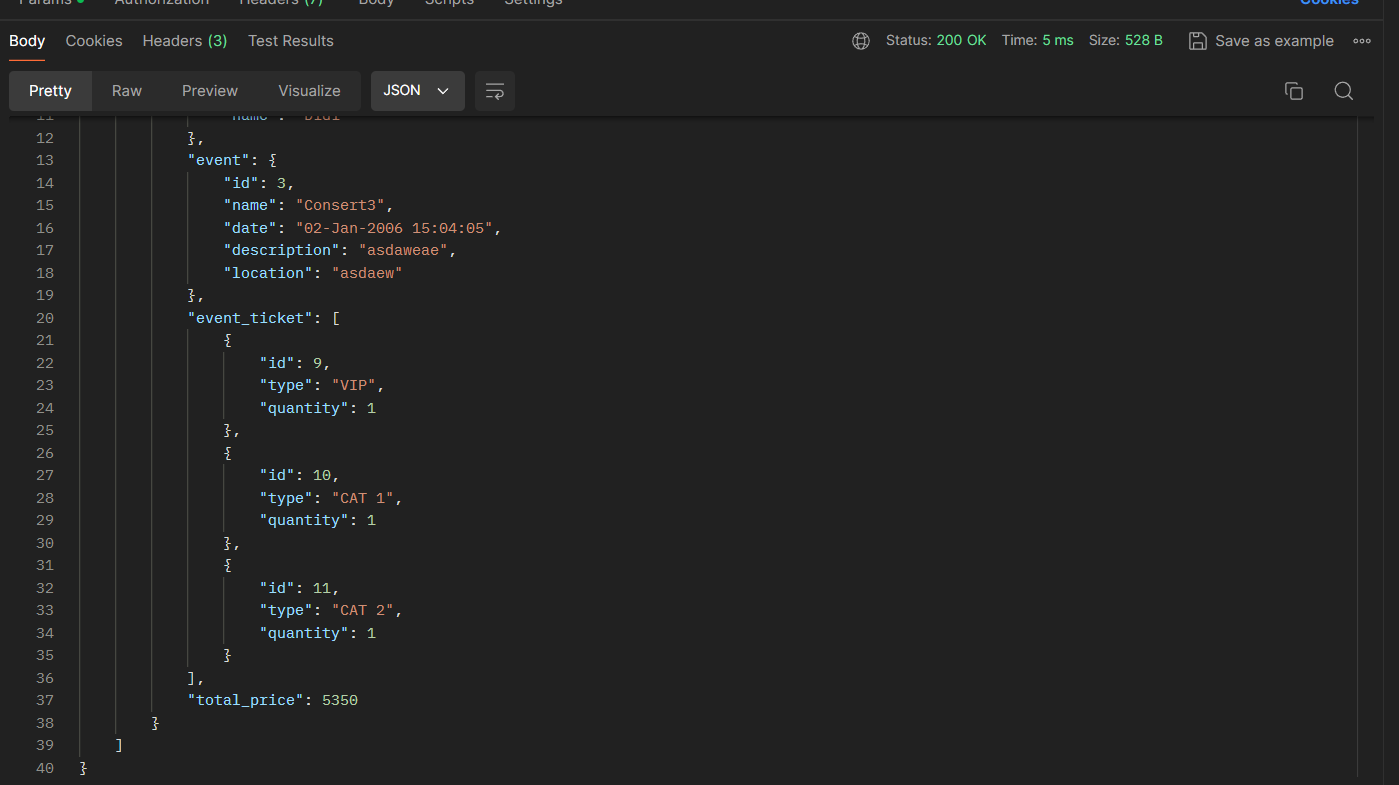 Params Authorization Headers (7) Body Scripts Settings Cookies
Body Cookies Headers (3) Test Results Status: 200 OK Time: 5 ms Size: 528 B Save as example
Pretty Raw Preview Visualize JSON
11 "name": "Didi"
12 },
13 "event": {
14 "id": 3,
15 "name": "Consert3",
16 "date": "02-Jan-2006 15:04:05",
17 "description": "asdaweae",
18 "location": "asdaew"
19 },
20 "event_ticket": [
21 {
22 "id": 9,
23 "type": "VIP",
24 "quantity": 1
25 },
26 {
27 "id": 10,
28 "type": "CAT 1",
29 "quantity": 1
30 },
31 {
32 "id": 11,
33 "type": "CAT 2",
34 "quantity": 1
35 }
36 ],
37 "total_price": 5350
38 }
39 ]
40 }